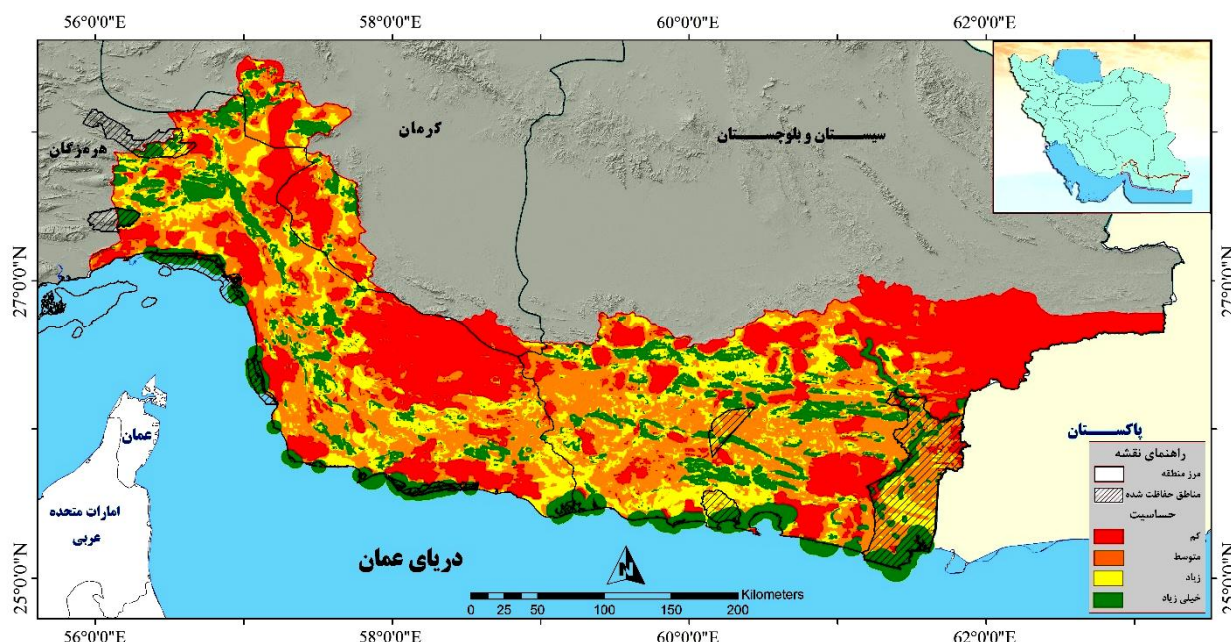 56°0'0"E
58°0'0"E
60°0'0"E
62°0'0"E
هرمزگان
کرمان
سیستان و بلوچستان
27°0'0"N
27°0'0"N
عمان
امارات متحده
عربی
دریای عمان
پاکستان
N
راهنمای نقشه
مرز منطقه
مناطق حفاظت شده
حساسیت
کم
متوسط
زیاد
خیلی زیاد
25°0'0"N
25°0'0"N
Kilometers
0 25 50 100 150 200
56°0'0"E
58°0'0"E
60°0'0"E
62°0'0"E